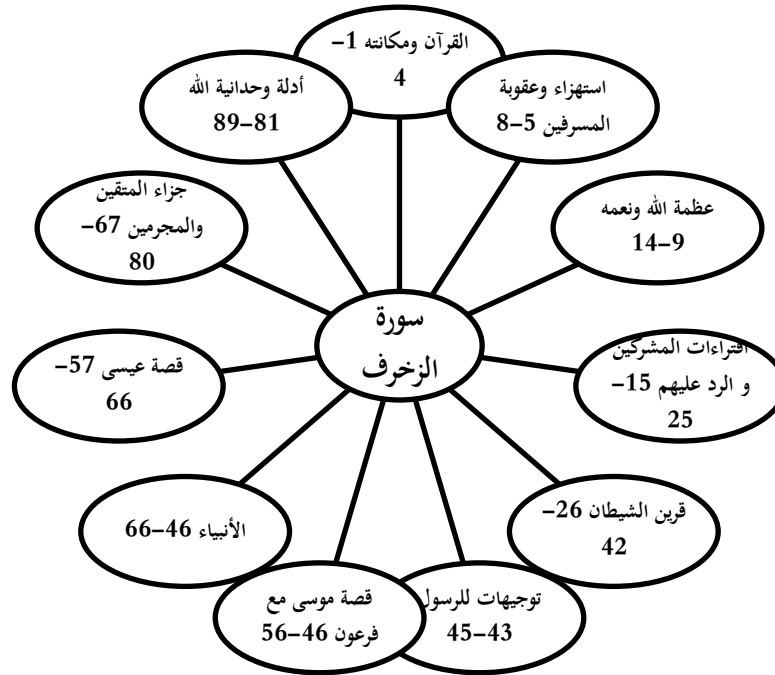 سورة
الزخرف
القرآن ومكانته 1–
4
استهزاء وعقوبة
المسرفين 5–8
عظمة الله ونعمه
9–14
افتراءات المشركين
و الرد عليهم 15–
25
قرين الشيطان 26–
42
توجيهات للرسول
43–45
قصة موسى مع
فرعون 46–56
الأنبياء 46–66
قصة عيسى 57–
66
جزاء المتقين
والمجرمين 67–
80
أدلة وحدانية الله
81–89